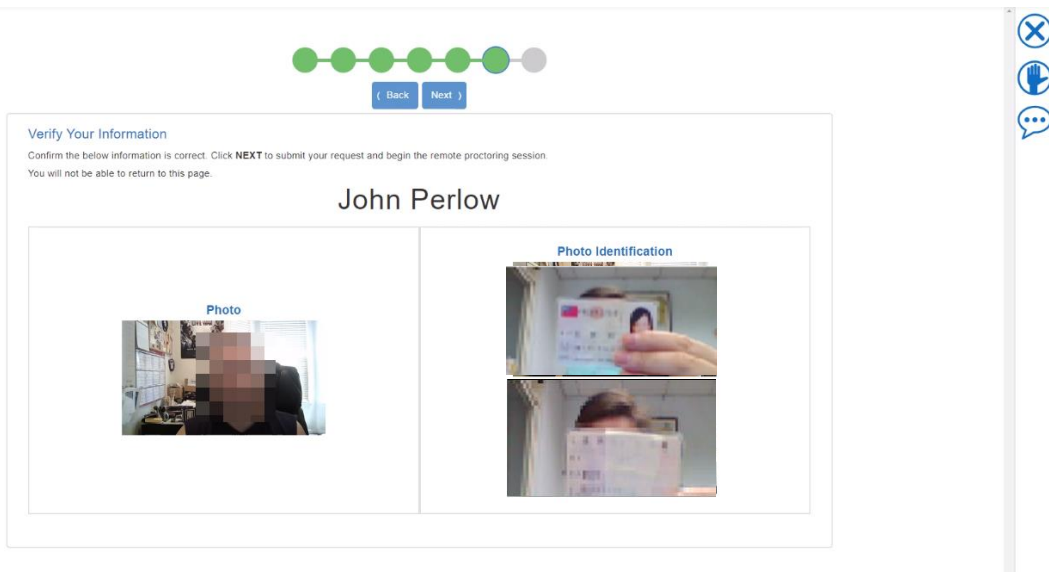 ( Back
Next )
Verify Your Information
Confirm the below information is correct. Click NEXT to submit your request and begin the remote proctoring session.
You will not be able to return to this page.
John Perlow
Photo
Photo Identification